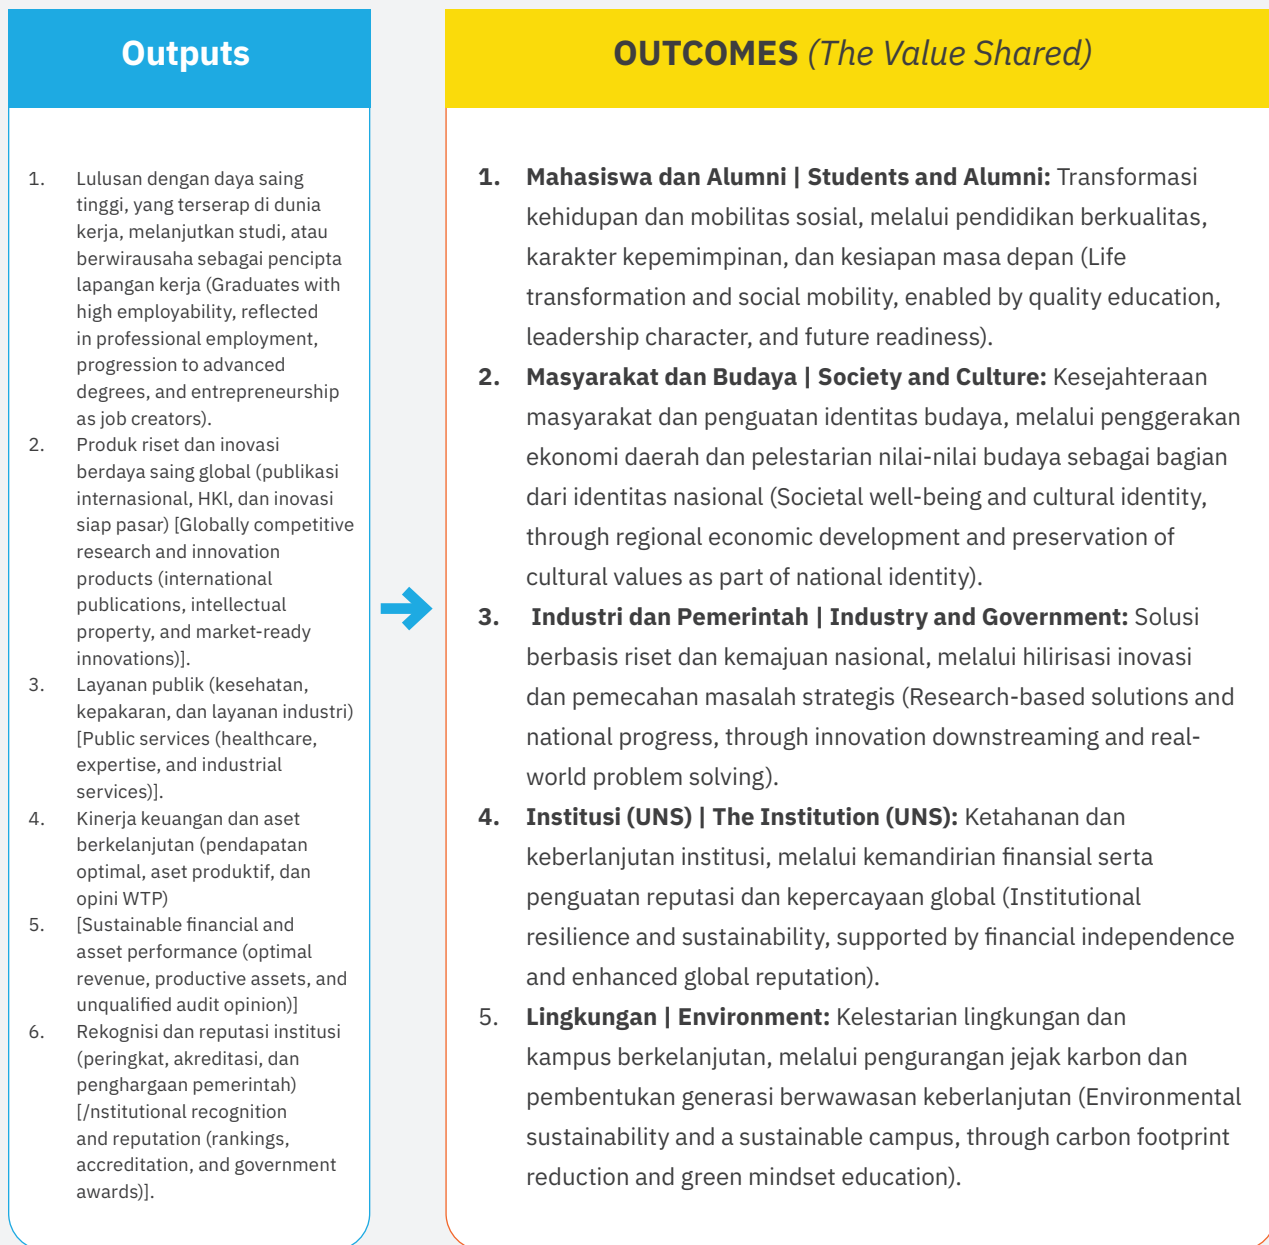 Outputs
1. Lulusan dengan daya saing
tinggi, yang terserap di dunia
kerja, melanjutkan studi, atau
berwirausaha sebagai pencipta
lapangan kerja (Graduates with
high employability, reflected
in professional employment,
progression to advanced
degrees, and entrepreneurship
as job creators).
2. Produk riset dan inovasi
berdaya saing global (publikasi
internasional, HKl, dan inovasi
siap pasar) [Globally competitive
research and innovation
products (international
publications, intellectual
property, and market-ready
innovations)].
3. Layanan publik (kesehatan,
kepakaran, dan layanan industri)
[Public services (healthcare,
expertise, and industrial
services)].
4. Kinerja keuangan dan aset
berkelanjutan (pendapatan
optimal, aset produktif, dan
opini WTP)
5. [Sustainable financial and
asset performance (optimal
revenue, productive assets, and
unqualified audit opinion)]
6. Rekognisi dan reputasi institusi
(peringkat, akreditasi, dan
penghargaan pemerintah)
[/nstitutional recognition
and reputation (rankings,
accreditation, and government
awards)].
OUTCOMES (The Value Shared)
1. Mahasiswa dan Alumni | Students and Alumni: Transformasi
kehidupan dan mobilitas sosial, melalui pendidikan berkualitas,
karakter kepemimpinan, dan kesiapan masa depan (Life
transformation and social mobility, enabled by quality education,
leadership character, and future readiness).
2. Masyarakat dan Budaya | Society and Culture: Kesejahteraan
masyarakat dan penguatan identitas budaya, melalui penggerakan
ekonomi daerah dan pelestarian nilai-nilai budaya sebagai bagian
dari identitas nasional (Societal well-being and cultural identity,
through regional economic development and preservation of
cultural values as part of national identity).
3. Industri dan Pemerintah | Industry and Government: Solusi
berbasis riset dan kemajuan nasional, melalui hilirisasi inovasi
dan pemecahan masalah strategis (Research-based solutions and
national progress, through innovation downstreaming and real-
world problem solving).
4. Institusi (UNS) | The Institution (UNS): Ketahanan dan
keberlanjutan institusi, melalui kemandirian finansial serta
penguatan reputasi dan kepercayaan global (Institutional
resilience and sustainability, supported by financial independence
and enhanced global reputation).
5. Lingkungan | Environment: Kelestarian lingkungan dan
kampus berkelanjutan, melalui pengurangan jejak karbon dan
pembentukan generasi berwawasan keberlanjutan (Environmental
sustainability and a sustainable campus, through carbon footprint
reduction and green mindset education).